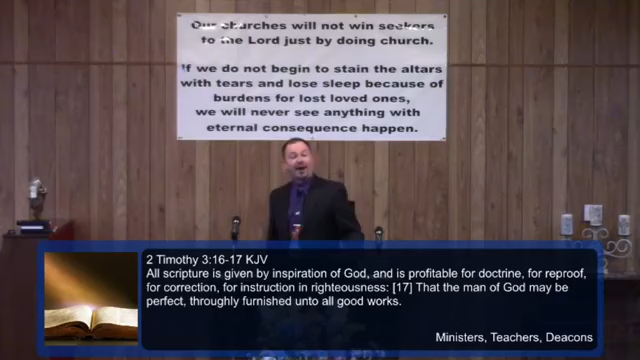 Our churches will not win seekers
to the Lord just by doing church.
If we do not begin to stain the altars
with tears and lose sleep because of
burdens for lost loved ones,
we will never see anything with
eternal consequence happen.
2 Timothy 3:16-17 KJV
All scripture is given by inspiration of God, and is profitable for doctrine, for reproof,
for correction, for instruction in righteousness: [17] That the man of God may be
perfect, throughly furnished unto all good works.
Ministers, Teachers, Deacons